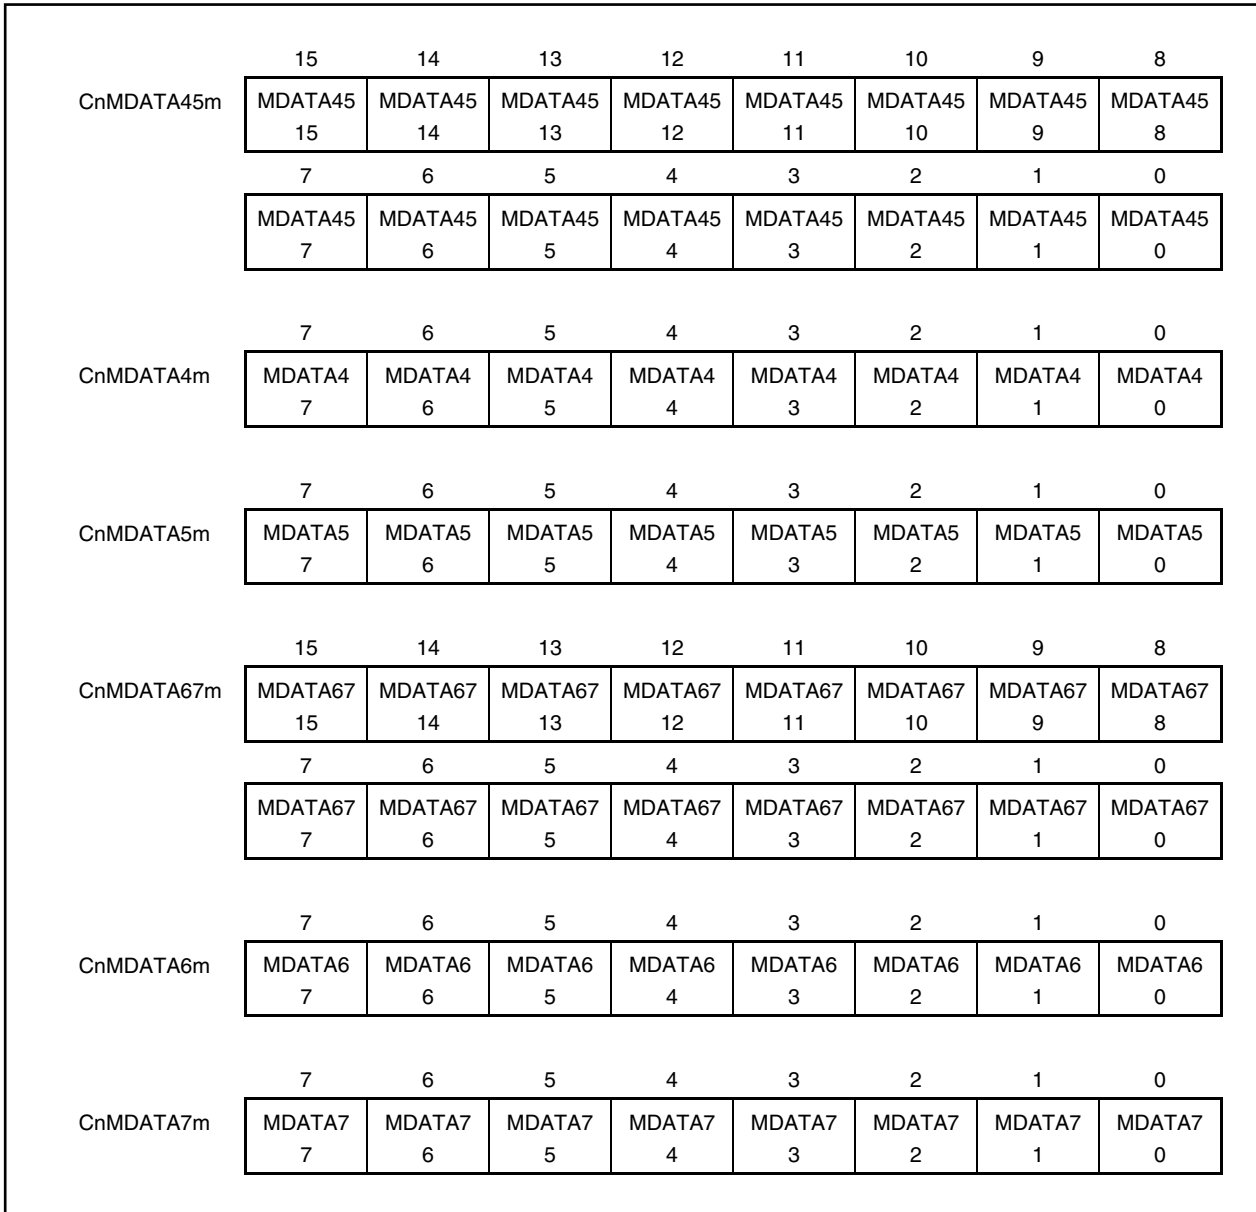 15 14 13 12 11 10 9 8
CnMDATA45m MDATA45 MDATA45 MDATA45 MDATA45 MDATA45 MDATA45 MDATA45 MDATA45
15 14 13 12 11 10 9 8
7 6 5 4 3 2 1 0
MDATA45 MDATA45 MDATA45 MDATA45 MDATA45 MDATA45 MDATA45 MDATA45
7 6 5 4 3 2 1 0
7 6 5 4 3 2 1 0
CnMDATA4m MDATA4 MDATA4 MDATA4 MDATA4 MDATA4 MDATA4 MDATA4 MDATA4
7 6 5 4 3 2 1 0
7 6 5 4 3 2 1 0
CnMDATA5m MDATA5 MDATA5 MDATA5 MDATA5 MDATA5 MDATA5 MDATA5 MDATA5
7 6 5 4 3 2 1 0
15 14 13 12 11 10 9 8
CnMDATA67m MDATA67 MDATA67 MDATA67 MDATA67 MDATA67 MDATA67 MDATA67 MDATA67
15 14 13 12 11 10 9 8
7 6 5 4 3 2 1 0
MDATA67 MDATA67 MDATA67 MDATA67 MDATA67 MDATA67 MDATA67 MDATA67
7 6 5 4 3 2 1 0
7 6 5 4 3 2 1 0
CnMDATA6m MDATA6 MDATA6 MDATA6 MDATA6 MDATA6 MDATA6 MDATA6 MDATA6
7 6 5 4 3 2 1 0
7 6 5 4 3 2 1 0
CnMDATA7m MDATA7 MDATA7 MDATA7 MDATA7 MDATA7 MDATA7 MDATA7 MDATA7
7 6 5 4 3 2 1 0